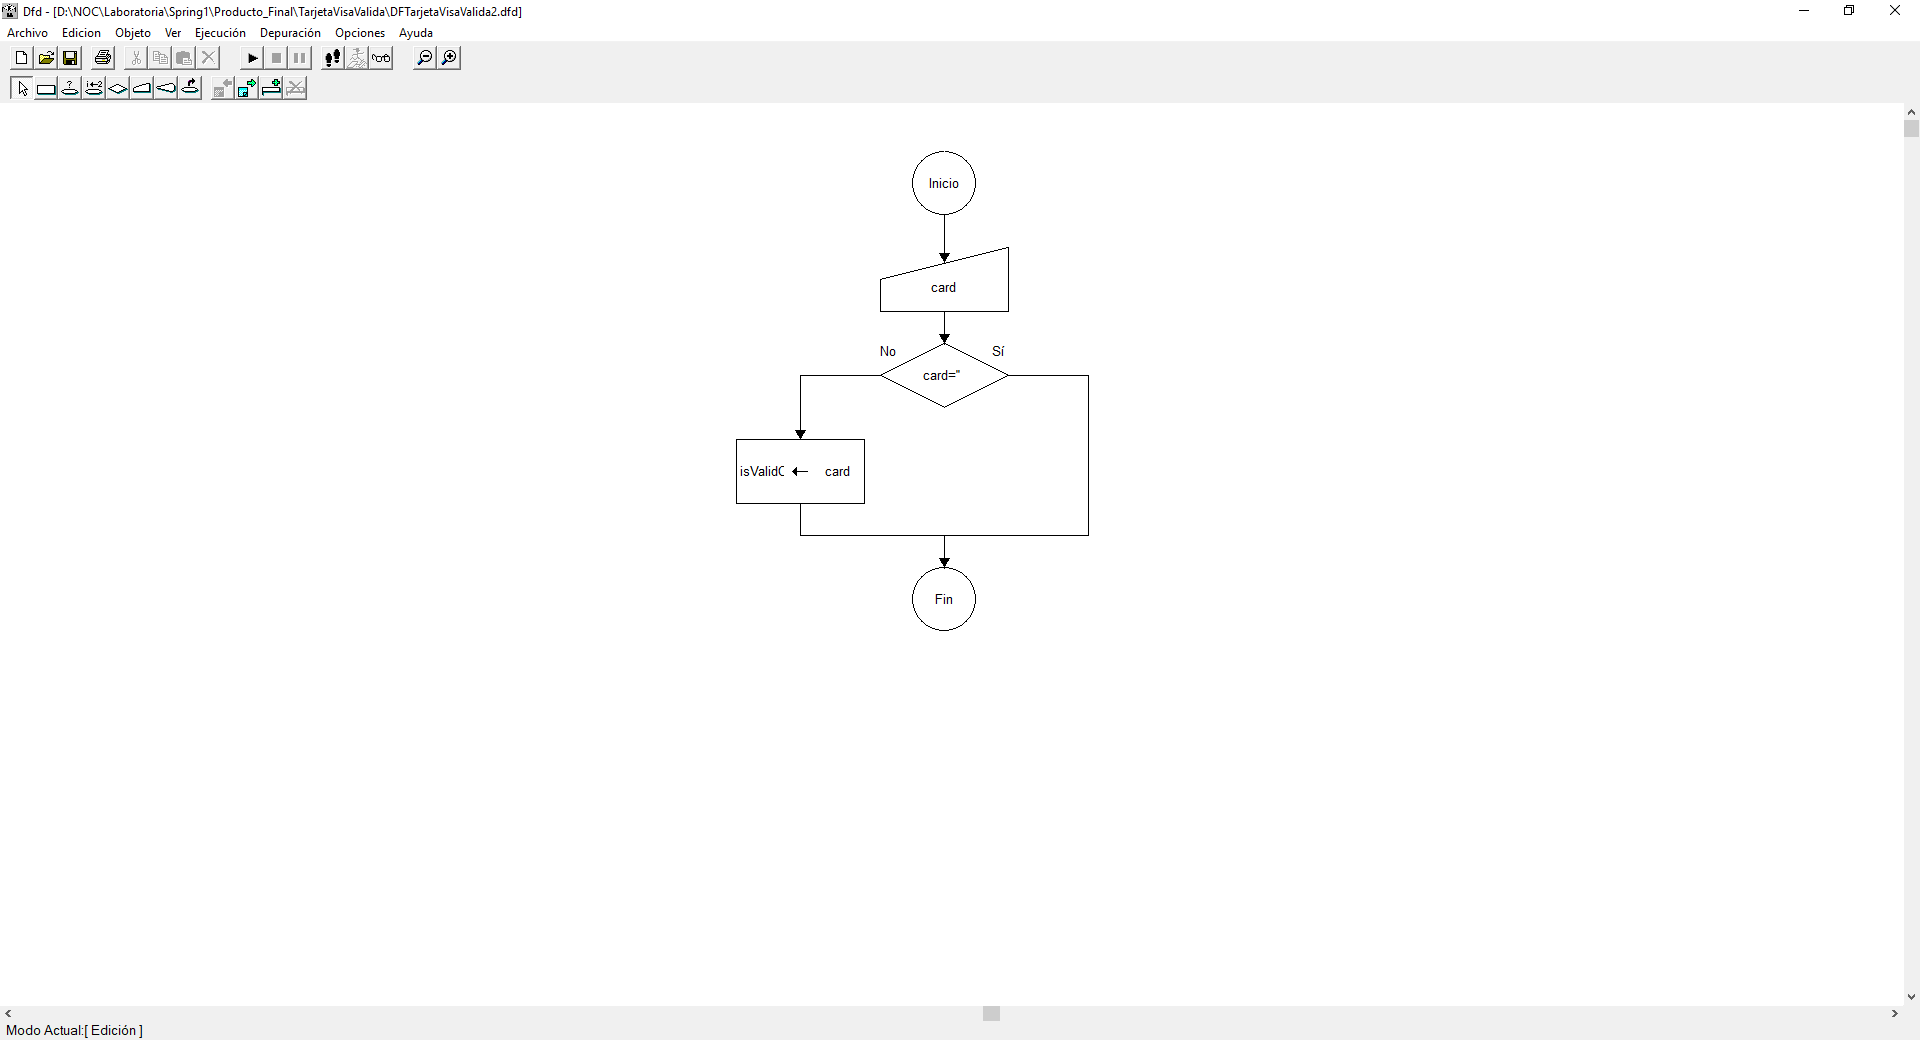 Dfd - [D:\NOC\Laboratoria\Spring1\Producto_Final\TarjetaVisaValida\DFTarjetaVisaValida2.dfd]
Archivo Edicion Objeto Ver Ejecución Depuración Opciones Ayuda
Inicio
card
No Sí
card=''
isValidC ← card
Fin
Modo Actual:[ Edición ]